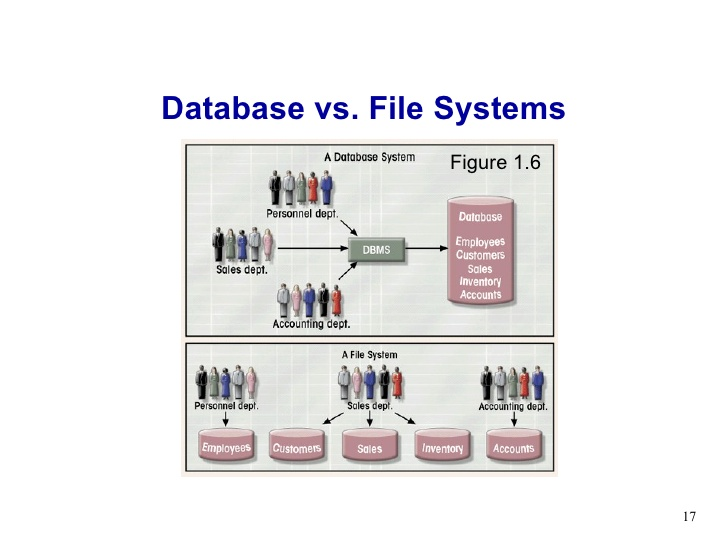 Database vs. File Systems
A Database System
Figure 1.6
Personnel dept.
Sales dept.
Accounting dept.
DBMS
Database
Employees
Customers
Sales
Inventory
Accounts
A File System
Personnel dept.
Sales dept.
Accounting dept.
Employees
Customers
Sales
Inventory
Accounts
17